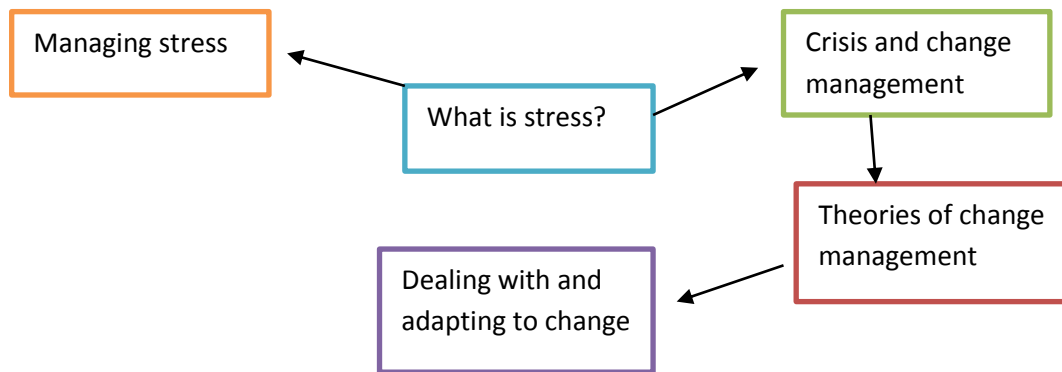 Managing stress
Crisis and change
management
What is stress?
Theories of change
management
Dealing with and
adapting to change